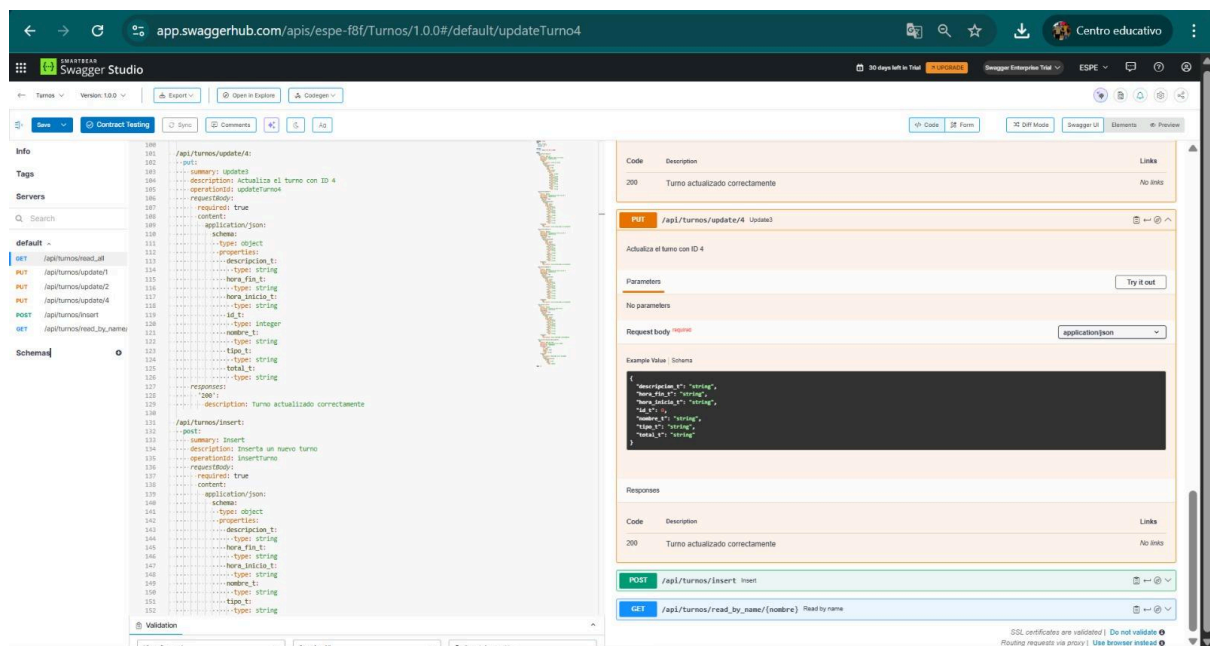 app.swaggerhub.com/apis/espe-f8f/Turnos/1.0.0#/default/updateTurno4
Centro educativo
SMARTBEAR
Swagger Studio
30 days left in Trial
UPGRADE
Swagger Enterprise Trial
ESPE
Turnos
Version: 1.0.0
Export
Open in Explore
Codegen
Save
Contract Testing
Sync
Comments
Code
Form
Diff Mode
Swagger UI
Elements
Preview
Info
Tags
Servers
Search
default
GET /api/turnos/read_all
PUT /api/turnos/update/1
PUT /api/turnos/update/2
PUT /api/turnos/update/4
POST /api/turnos/insert
GET /api/turnos/read_by_name/
Schemas
100
101 /api/turnos/update/4:
102 put:
103 summary: Update3
104 description: Actualiza el turno con ID 4
105 operationId: updateTurno4
106 requestBody:
107 required: true
108 content:
109 application/json:
110 schema:
111 type: object
112 properties:
113 descripcion_t:
114 type: string
115 hora_fin_t:
116 type: string
117 hora_inicio_t:
118 type: string
119 id_t:
120 type: integer
121 nombre_t:
122 type: string
123 tipo_t:
124 type: string
125 total_t:
126 type: string
127 responses:
128 '200':
129 description: Turno actualizado correctamente
130
131 /api/turnos/insert:
132 post:
133 summary: Insert
134 description: Inserta un nuevo turno
135 operationId: insertTurno
136 requestBody:
137 required: true
138 content:
139 application/json:
140 schema:
141 type: object
142 properties:
143 descripcion_t:
144 type: string
145 hora_fin_t:
146 type: string
147 hora_inicio_t:
148 type: string
149 nombre_t:
150 type: string
151 tipo_t:
152 type: string
Validation
Code Description Links
200 Turno actualizado correctamente No links
PUT /api/turnos/update/4 Update3
Actualiza el turno con ID 4
Parameters
Try it out
No parameters
Request body required
application/json
Example Value | Schema
{
"descripcion_t": "string",
"hora_fin_t": "string",
"hora_inicio_t": "string",
"id_t": 0,
"nombre_t": "string",
"tipo_t": "string",
"total_t": "string"
}
Responses
Code Description Links
200 Turno actualizado correctamente No links
POST /api/turnos/insert Insert
GET /api/turnos/read_by_name/{nombre} Read by name
SSL certificates are validated | Do not validate
Routing requests via proxy | Use browser instead